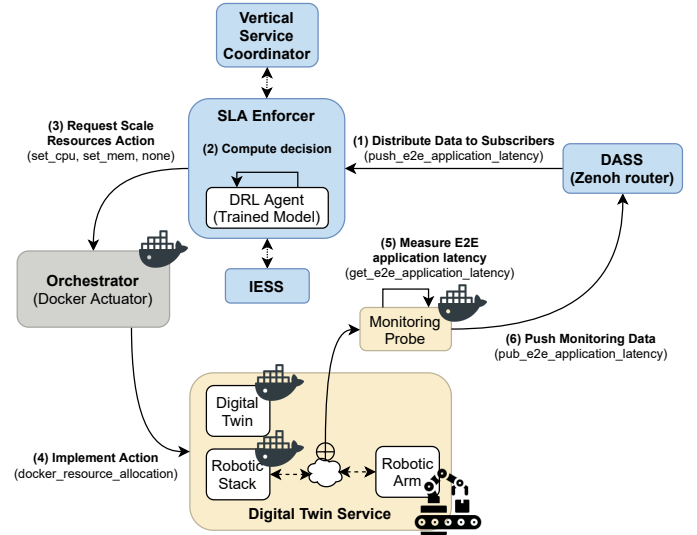 Vertical
Service
Coordinator
SLA Enforcer
(2) Compute decision
DRL Agent
(Trained Model)
(3) Request Scale
Resources Action
(set_cpu, set_mem, none)
(1) Distribute Data to Subscribers
(push_e2e_application_latency)
DASS
(Zenoh router)
Orchestrator
(Docker Actuator)
IESS
(5) Measure E2E
application latency
(get_e2e_application_latency)
Monitoring
Probe
(6) Push Monitoring Data
(pub_e2e_application_latency)
(4) Implement Action
(docker_resource_allocation)
Digital
Twin
Robotic
Stack
Robotic
Arm
Digital Twin Service